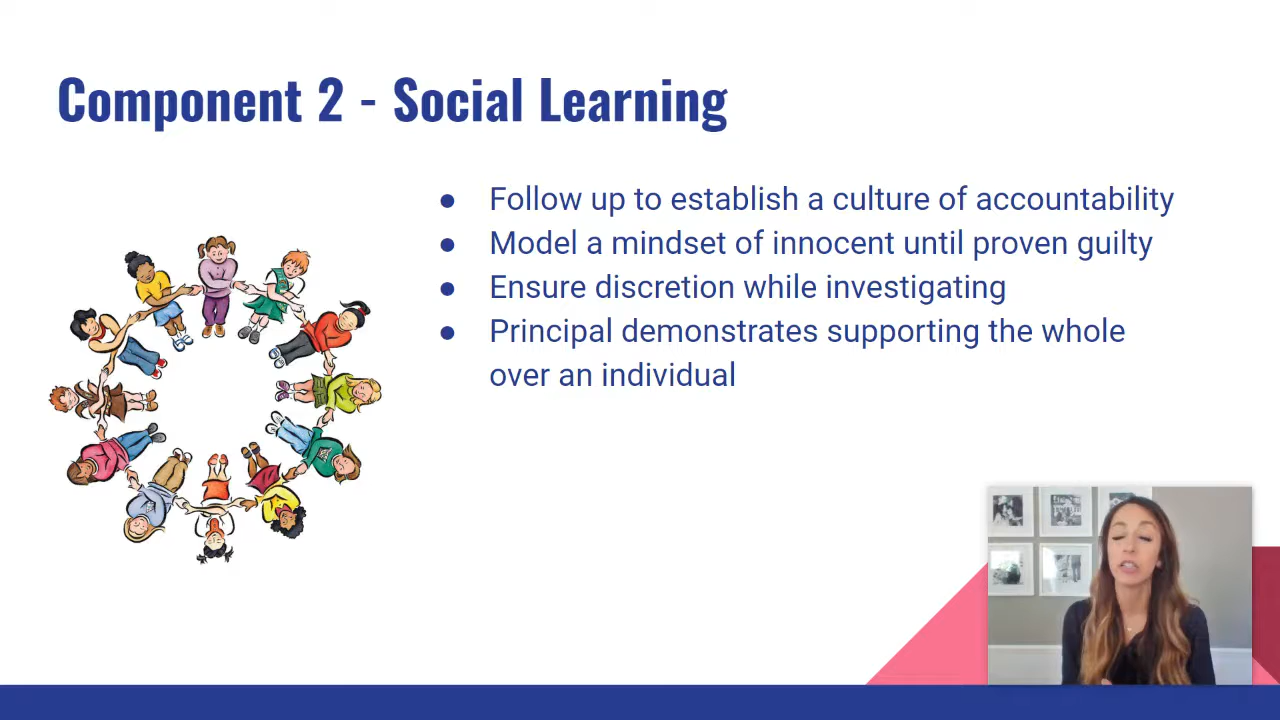 Component 2 - Social Learning
● Follow up to establish a culture of accountability
● Model a mindset of innocent until proven guilty
● Ensure discretion while investigating
● Principal demonstrates supporting the whole
over an individual